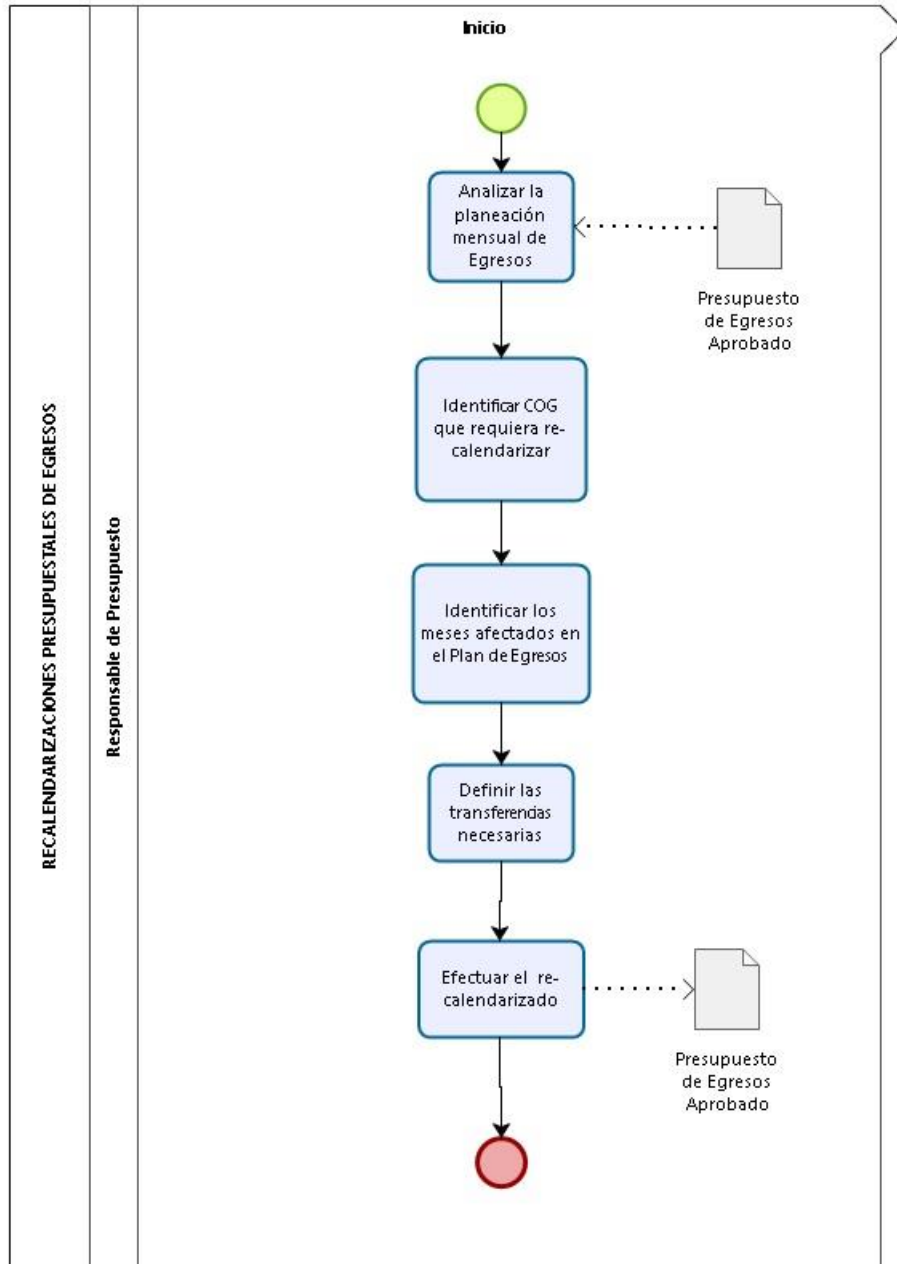 RECALENDARIZACIONES PRESUPUESTALES DE EGRESOS
Responsable de Presupuesto
Inicio
Analizar la
planeación
mensual de
Egresos
Presupuesto
de Egresos
Aprobado
Identificar COG
que requiera re-
calendarizar
Identificar los
meses afectados en
el Plan de Egresos
Definir las
transferencias
necesarias
Efectuar el re-
calendarizado
Presupuesto
de Egresos
Aprobado